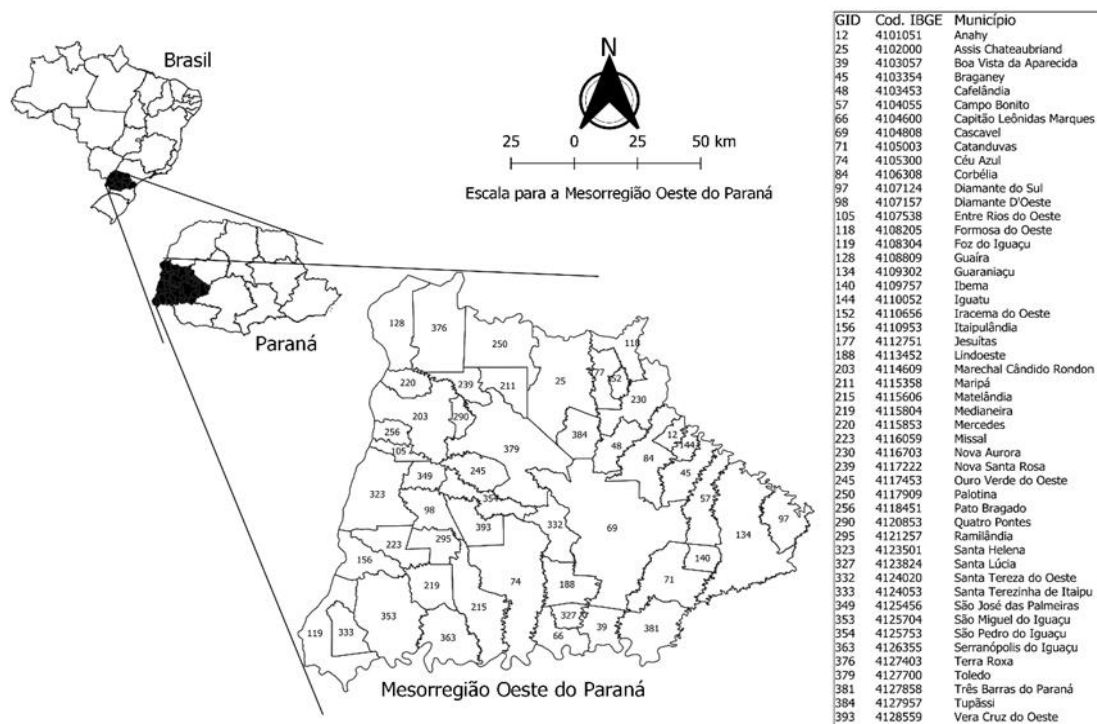 Brasil
N
25 0 25 50 km
Escala para a Mesorregião Oeste do Paraná
Paraná
128
376
250
118
25
77
152
230
220
239
211
203
290
384
48
12
144
256
105
379
84
45
349
245
57
323
354
98
393
332
69
134
97
223
295
140
156
219
74
188
71
215
353
327
119
333
363
66
39
381
Mesorregião Oeste do Paraná
GID Cod. IBGE Município
12 4101051 Anahy
25 4102000 Assis Chateaubriand
39 4103057 Boa Vista da Aparecida
45 4103354 Braganey
48 4103453 Cafelândia
57 4104055 Campo Bonito
66 4104600 Capitão Leônidas Marques
69 4104808 Cascavel
71 4105003 Catanduvas
74 4105300 Céu Azul
84 4106308 Corbélia
97 4107124 Diamante do Sul
98 4107157 Diamante D'Oeste
105 4107538 Entre Rios do Oeste
118 4108205 Formosa do Oeste
119 4108304 Foz do Iguaçu
128 4108809 Guaíra
134 4109302 Guaraniaçu
140 4109757 Ibema
144 4110052 Iguatu
152 4110656 Iracema do Oeste
156 4110953 Itaipulândia
177 4112751 Jesuítas
188 4113452 Lindoeste
203 4114609 Marechal Cândido Rondon
211 4115358 Maripá
215 4115606 Matelândia
219 4115804 Medianeira
220 4115853 Mercedes
223 4116059 Missal
230 4116703 Nova Aurora
239 4117222 Nova Santa Rosa
245 4117453 Ouro Verde do Oeste
250 4117909 Palotina
256 4118451 Pato Bragado
290 4120853 Quatro Pontes
295 4121257 Ramilândia
323 4123501 Santa Helena
327 4123824 Santa Lúcia
332 4124020 Santa Tereza do Oeste
333 4124053 Santa Terezinha de Itaipu
349 4125456 São José das Palmeiras
353 4125704 São Miguel do Iguaçu
354 4125753 São Pedro do Iguaçu
363 4126355 Serranópolis do Iguaçu
376 4127403 Terra Roxa
379 4127700 Toledo
381 4127858 Três Barras do Paraná
384 4127957 Tupãssi
393 4128559 Vera Cruz do Oeste